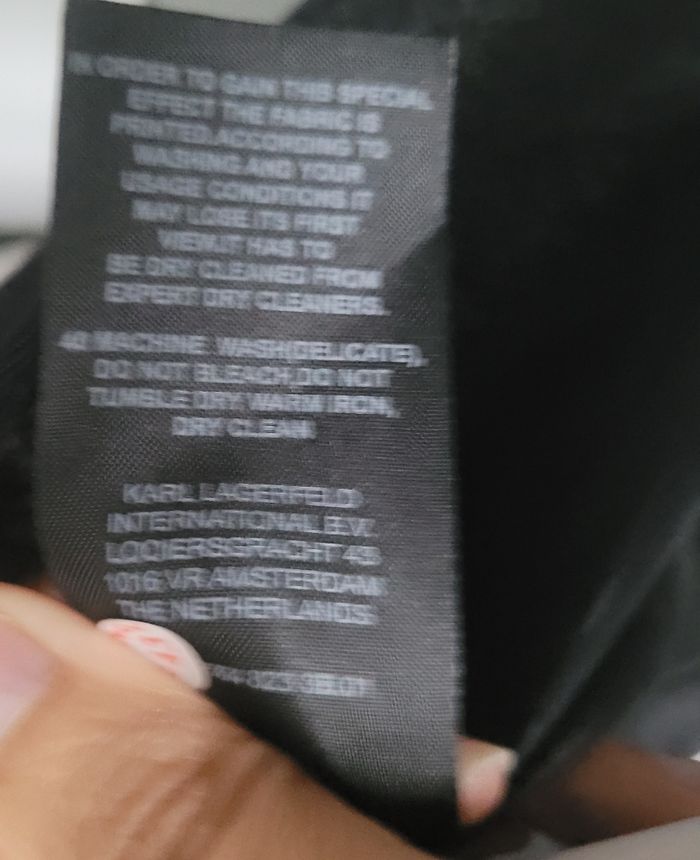 IN ORDER TO GAIN THIS SPECIAL
EFFECT THE FABRIC IS
PRINTED.ACCORDING TO
WASHING AND YOUR
USAGE CONDITIONS IT
MAY LOSE ITS FIRST
VIEW.IT HAS TO
BE DRY CLEANED FROM
EXPERT DRY CLEANERS.
40 MACHINE WASH(DELICATE),
DO NOT BLEACH,DO NOT
TUMBLE DRY, WARM IRON,
DRY CLEAN
KARL LAGERFELD
INTERNATIONAL B.V.
LOOIERSGRACHT 43
1016 VR AMSTERDAM
THE NETHERLANDS